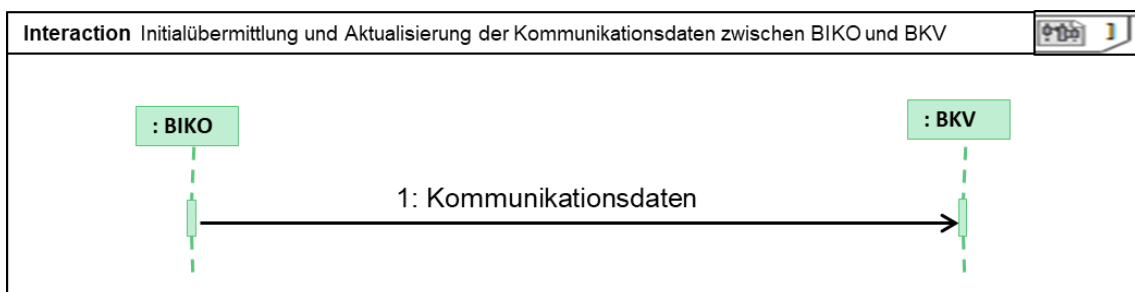 Interaction Initialübermittlung und Aktualisierung der Kommunikationsdaten zwischen BIKO und BKV
: BIKO
: BKV
1: Kommunikationsdaten